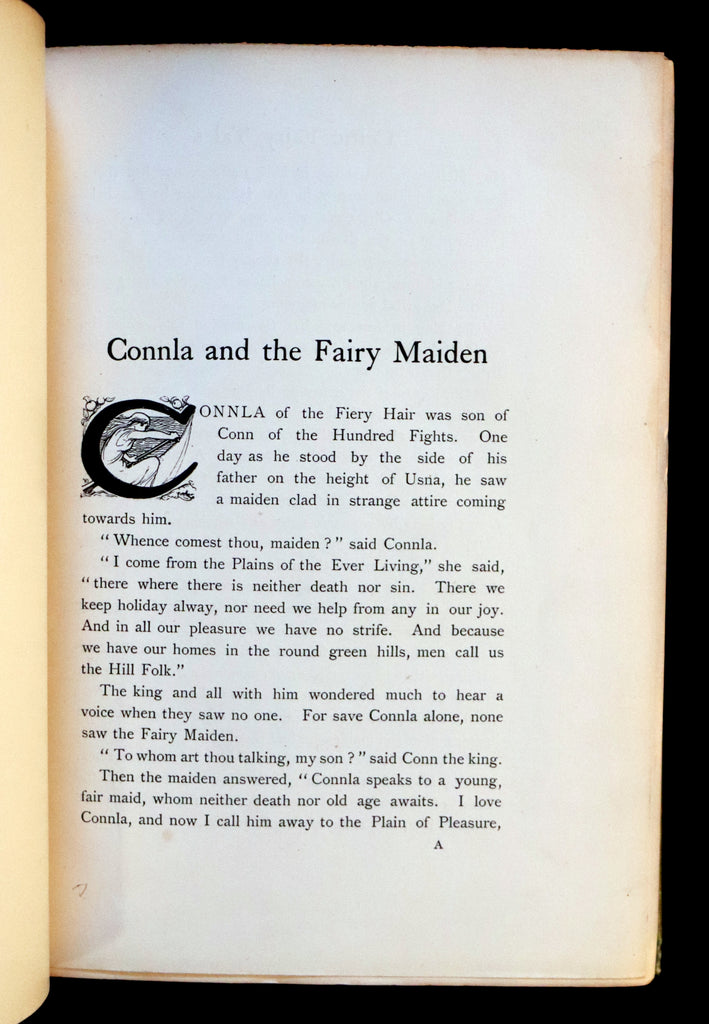 Connla and the Fairy Maiden
CONNLA of the Fiery Hair was son of
Conn of the Hundred Fights. One
day as he stood by the side of his
father on the height of Usna, he saw
a maiden clad in strange attire coming
towards him.
“ Whence comest thou, maiden ? ” said Connla.
“ I come from the Plains of the Ever Living,” she said,
“ there where there is neither death nor sin. There we
keep holiday alway, nor need we help from any in our joy.
And in all our pleasure we have no strife. And because
we have our homes in the round green hills, men call us
the Hill Folk.”
The king and all with him wondered much to hear a
voice when they saw no one. For save Connla alone, none
saw the Fairy Maiden.
“ To whom art thou talking, my son ? ” said Conn the king.
Then the maiden answered, “ Connla speaks to a young,
fair maid, whom neither death nor old age awaits. I love
Connla, and now I call him away to the Plain of Pleasure,
A